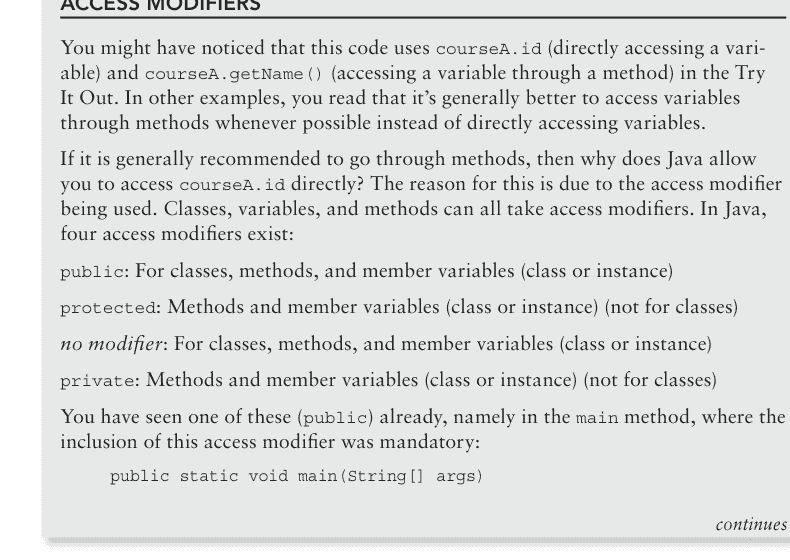 ACCESS MODIFIERS
You might have noticed that this code uses courseA.id (directly accessing a vari-
able) and courseA.getName() (accessing a variable through a method) in the Try
It Out. In other examples, you read that it's generally better to access variables
through methods whenever possible instead of directly accessing variables.
If it is generally recommended to go through methods, then why does Java allow
you to access courseA.id directly? The reason for this is due to the access modifier
being used. Classes, variables, and methods can all take access modifiers. In Java,
four access modifiers exist:
public: For classes, methods, and member variables (class or instance)
protected: Methods and member variables (class or instance) (not for classes)
no modifier: For classes, methods, and member variables (class or instance)
private: Methods and member variables (class or instance) (not for classes)
You have seen one of these (public) already, namely in the main method, where the
inclusion of this access modifier was mandatory:
public static void main(String[] args)
continues